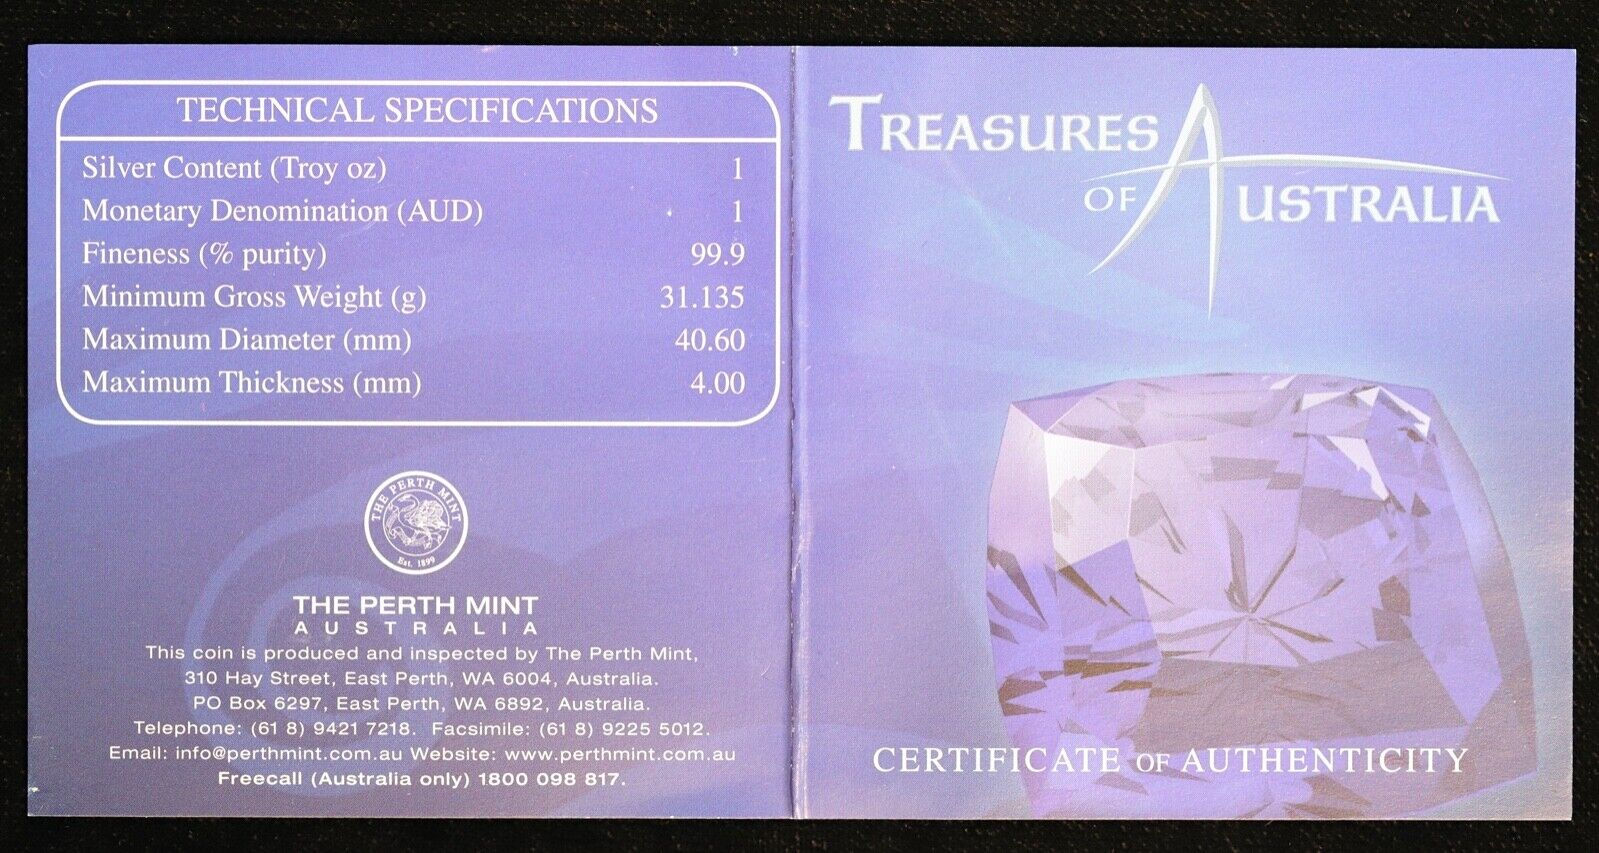 TECHNICAL SPECIFICATIONS
Silver Content (Troy oz) 1
Monetary Denomination (AUD) 1
Fineness (% purity) 99.9
Minimum Gross Weight (g) 31.135
Maximum Diameter (mm) 40.60
Maximum Thickness (mm) 4.00
THE PERTH MINT
Est. 1899
THE PERTH MINT
AUSTRALIA
This coin is produced and inspected by The Perth Mint,
310 Hay Street, East Perth, WA 6004, Australia.
PO Box 6297, East Perth, WA 6892, Australia.
Telephone: (61 8) 9421 7218. Facsimile: (61 8) 9225 5012.
Email: info@perthmint.com.au Website: www.perthmint.com.au
Freecall (Australia only) 1800 098 817.
TREASURES
OF AUSTRALIA
CERTIFICATE OF AUTHENTICITY